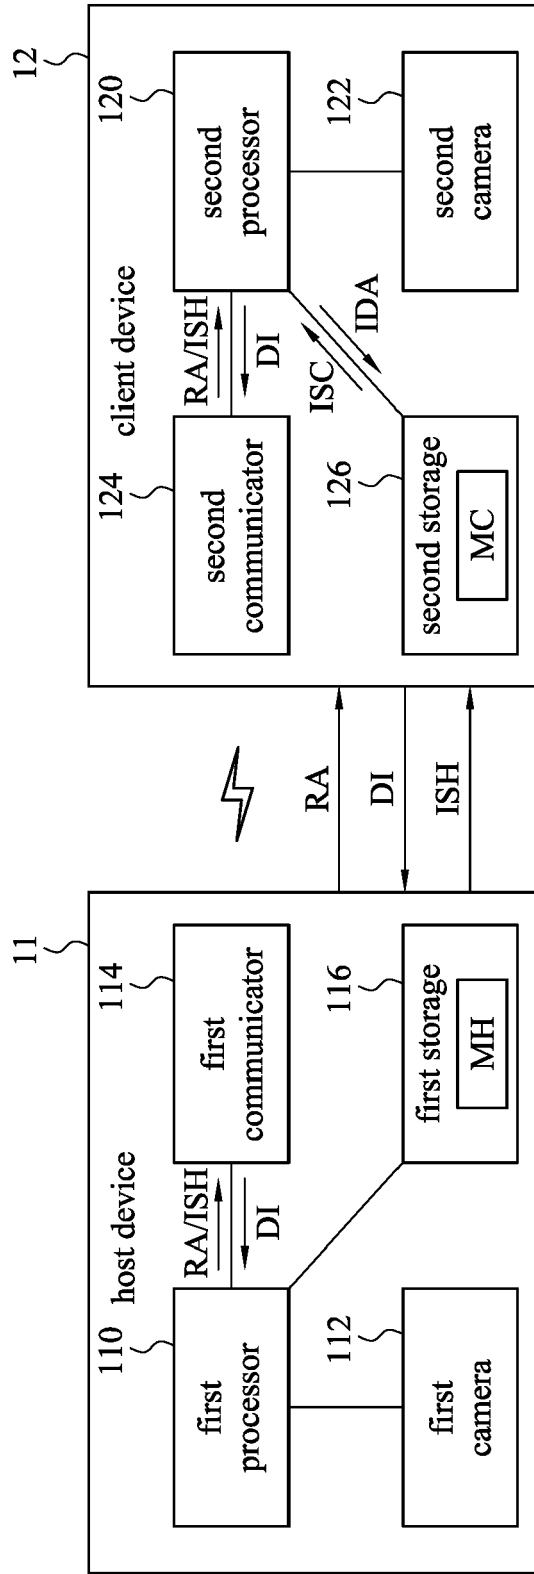 11
host device
110
first
processor
RA/ISH
DI
114
first
communicator
112
first
camera
116
first storage
MH
RA
DI
ISH
12
client device
124
second
communicator
RA/ISH
DI
120
second
processor
ISC
IDA
126
second storage
MC
122
second
camera